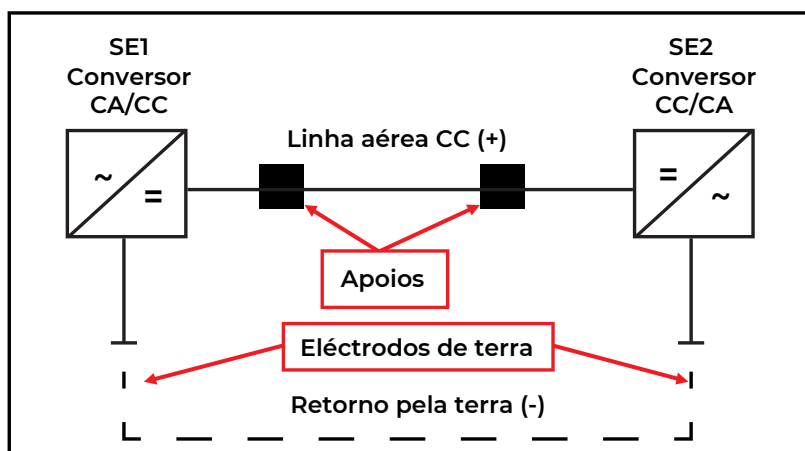 SE1
Conversor
CA/CC
SE2
Conversor
CC/CA
Linha aérea CC (+)
~
=
=
~
Apoios
Eléctrodos de terra
Retorno pela terra (-)